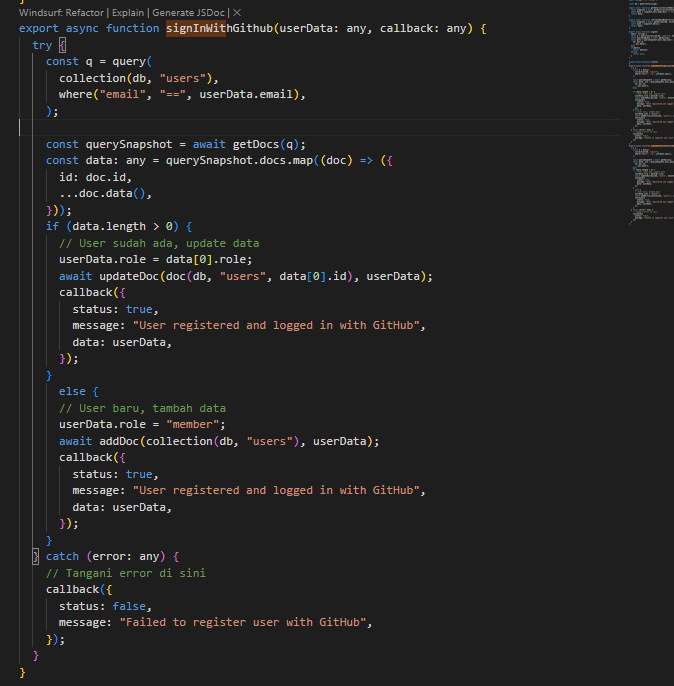 Windsurf: Refactor | Explain | Generate JSDoc | ×
export async function signInWithGithub(userData: any, callback: any) {
  try {
    const q = query(
      collection(db, "users"),
      where("email", "==", userData.email),
    );

    const querySnapshot = await getDocs(q);
    const data: any = querySnapshot.docs.map((doc) => ({
      id: doc.id,
      ...doc.data(),
    }));
    if (data.length > 0) {
      // User sudah ada, update data
      userData.role = data[0].role;
      await updateDoc(doc(db, "users", data[0].id), userData);
      callback({
        status: true,
        message: "User registered and logged in with GitHub",
        data: userData,
      });
    }
      else {
      // User baru, tambah data
      userData.role = "member";
      await addDoc(collection(db, "users"), userData);
      callback({
        status: true,
        message: "User registered and logged in with GitHub",
        data: userData,
      });
    }
  } catch (error: any) {
    // Tangani error di sini
    callback({
      status: false,
      message: "Failed to register user with GitHub",
    });
  }
}